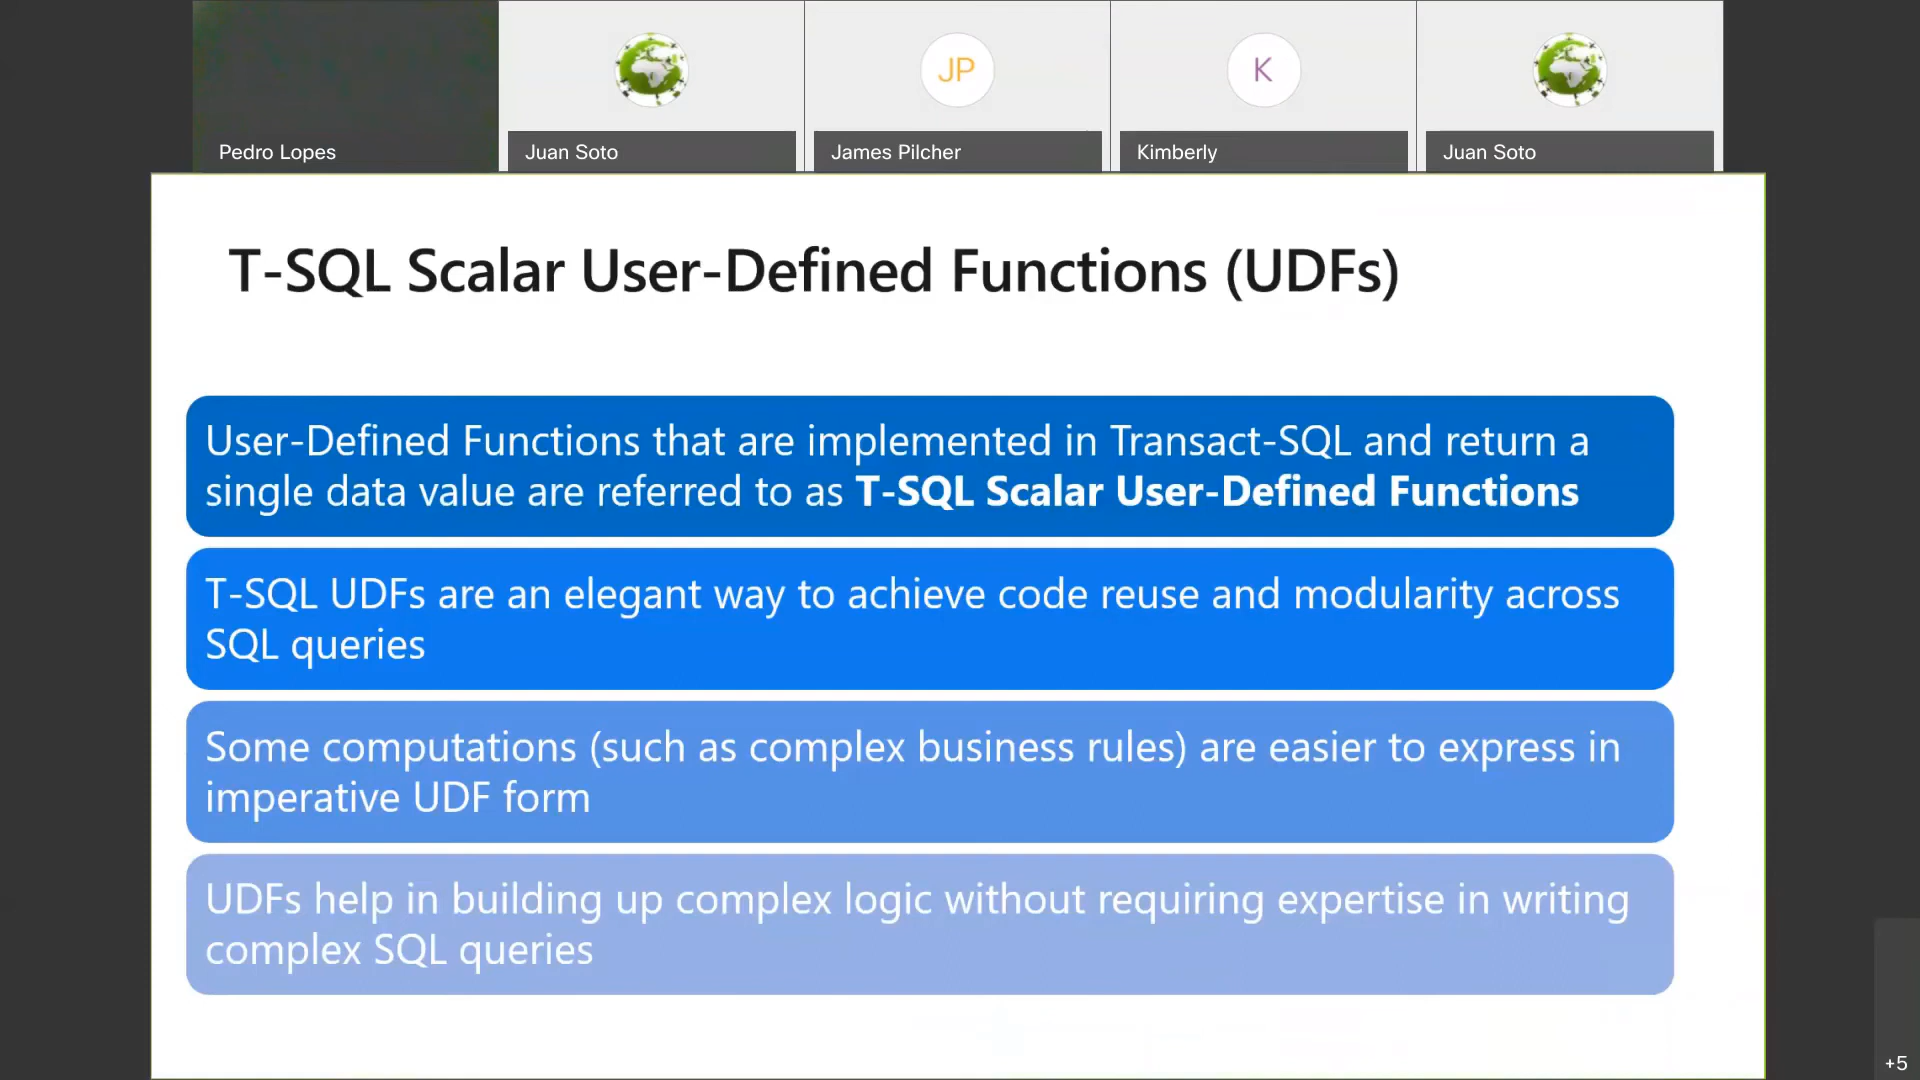 JP
K
Pedro Lopes
Juan Soto
James Pilcher
Kimberly
Juan Soto
T-SQL Scalar User-Defined Functions (UDFs)
User-Defined Functions that are implemented in Transact-SQL and return a
single data value are referred to as T-SQL Scalar User-Defined Functions
T-SQL UDFs are an elegant way to achieve code reuse and modularity across
SQL queries
Some computations (such as complex business rules) are easier to express in
imperative UDF form
UDFs help in building up complex logic without requiring expertise in writing
complex SQL queries
+5